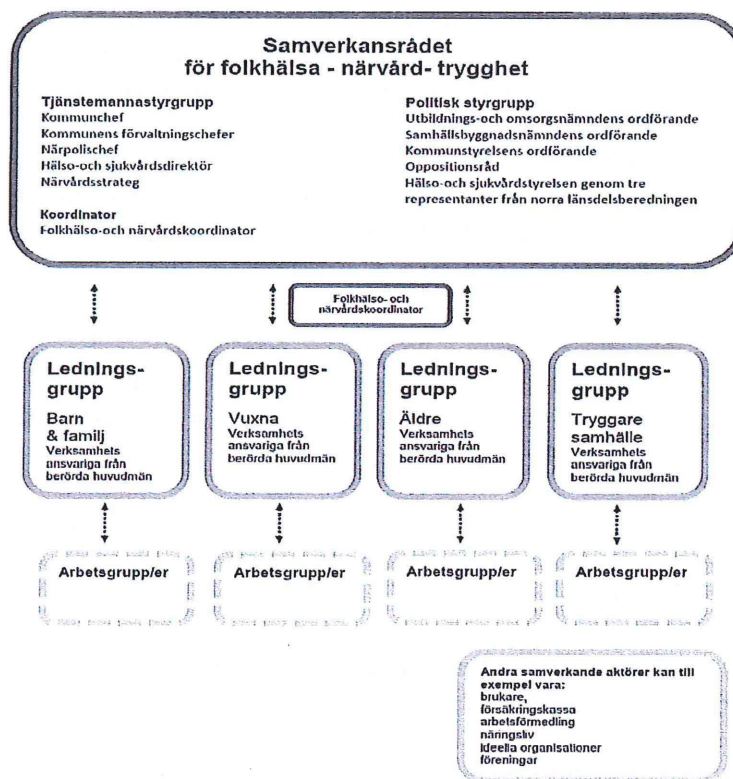 Samverkansrådet
för folkhälsa - närvård- trygghet
Tjänstemannastyrgrupp
Kommunchef
Kommunens förvaltningschefer
Närpolischef
Hälso-och sjukvårdsdirektör
Närvårdsstrateg
Koordinator
Folkhälso-och närvårdskoordinator
Politisk styrgrupp
Utbildnings-och omsorgsnämndens ordförande
Samhällsbyggnadsnämndens ordförande
Kommunstyrelsens ordförande
Oppositionsråd
Hälso-och sjukvårdstyrelsen genom tre
representanter från norra länsdelsberedningen
Folkhälso- och
närvårdskoordinator
Lednings-
grupp
Barn
& familj
Verksamhets
ansvariga från
berörda huvudmän
Lednings-
grupp
Vuxna
Verksamhets
ansvariga från
berörda huvudmän
Lednings-
grupp
Äldre
Verksamhets
ansvariga från
berörda huvudmän
Lednings-
grupp
Tryggare
samhälle
Verksamhets
ansvariga från
berörda huvudmän
Arbetsgrupp/er
Arbetsgrupp/er
Arbetsgrupp/er
Arbetsgrupp/er
Andra samverkande aktörer kan till
exempel vara:
brukare,
försäkringskassa
arbetsförmedling
näringsliv
ideella organisationer
föreningar